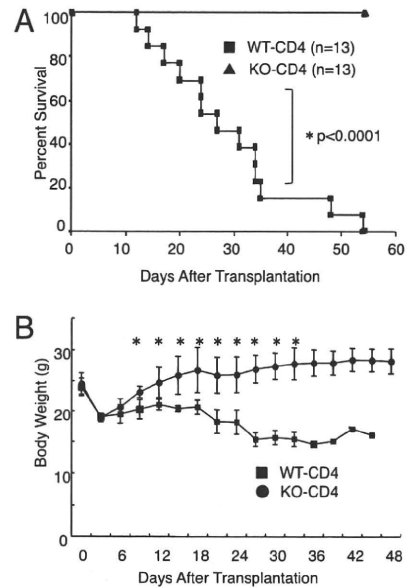 A
100
80
60
40
20
0
Percent Survival
WT-CD4 (n=13)
KO-CD4 (n=13)
* p<0.0001
0 10 20 30 40 50 60
Days After Transplantation
B
* * * * * * * * *
30
20
10
0
Body Weight (g)
WT-CD4
KO-CD4
0 6 12 18 24 30 36 42 48
Days After Transplantation